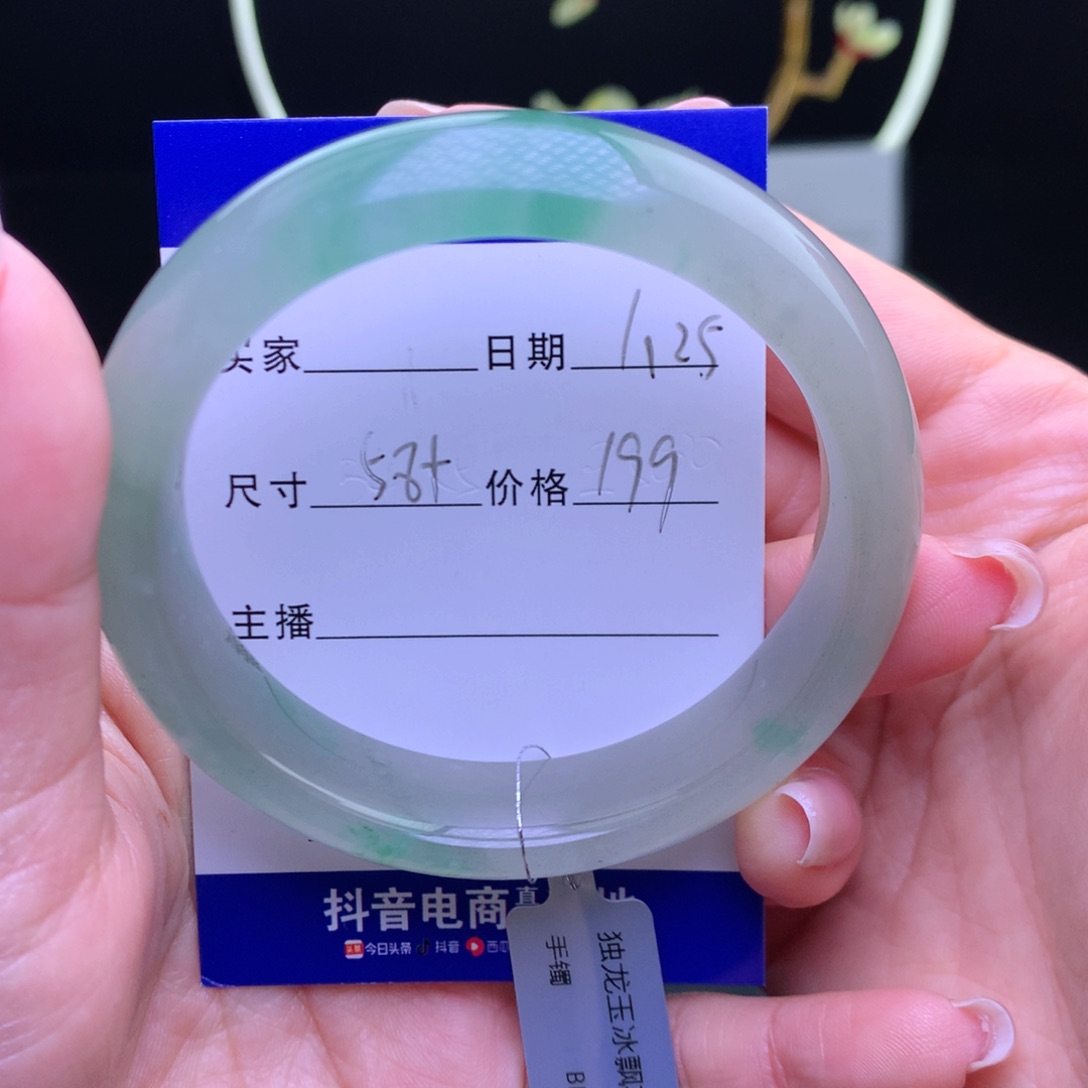 买家 日期 1,25
尺寸 58+ 价格 199
主播
抖音电商直
今日头条 抖音 西
独龙玉冰飘
手镯
B